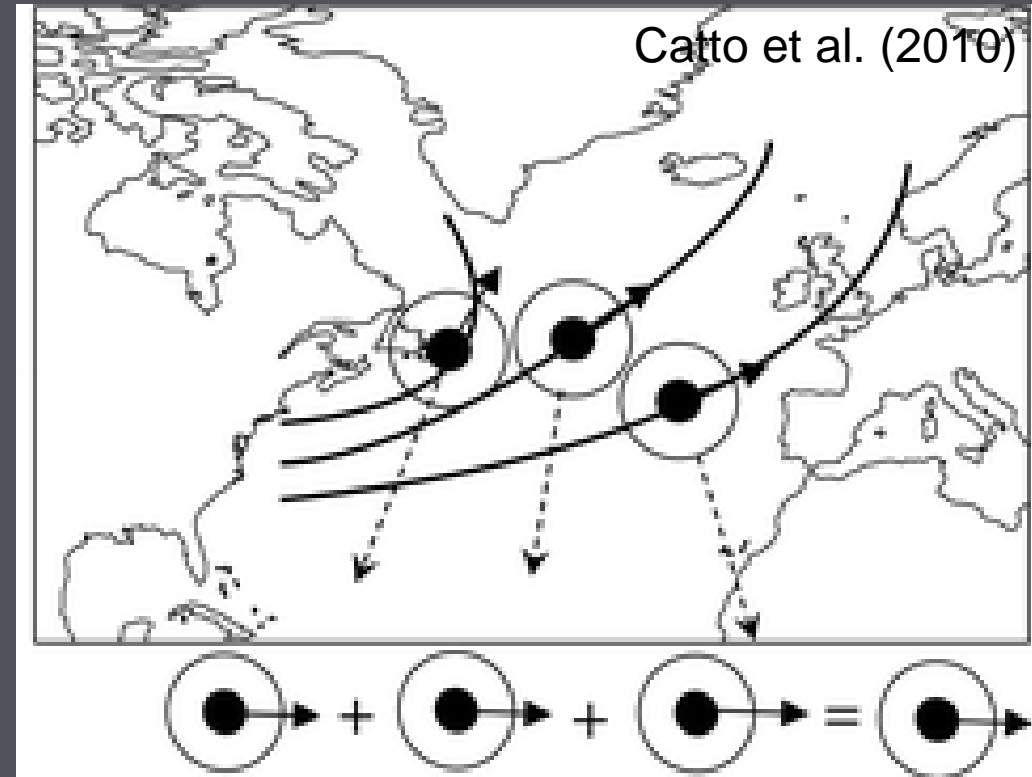 Catto et al. (2010)
+ + =